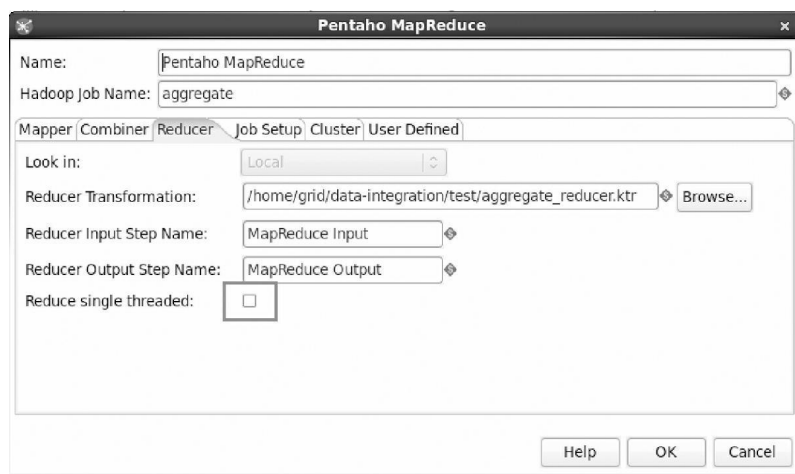 Pentaho MapReduce ×
Name: Pentaho MapReduce
Hadoop Job Name: aggregate
Mapper Combiner Reducer Job Setup Cluster User Defined
Look in: Local
Reducer Transformation: /home/grid/data-integration/test/aggregate_reducer.ktr Browse...
Reducer Input Step Name: MapReduce Input
Reducer Output Step Name: MapReduce Output
Reduce single threaded:
Help OK Cancel